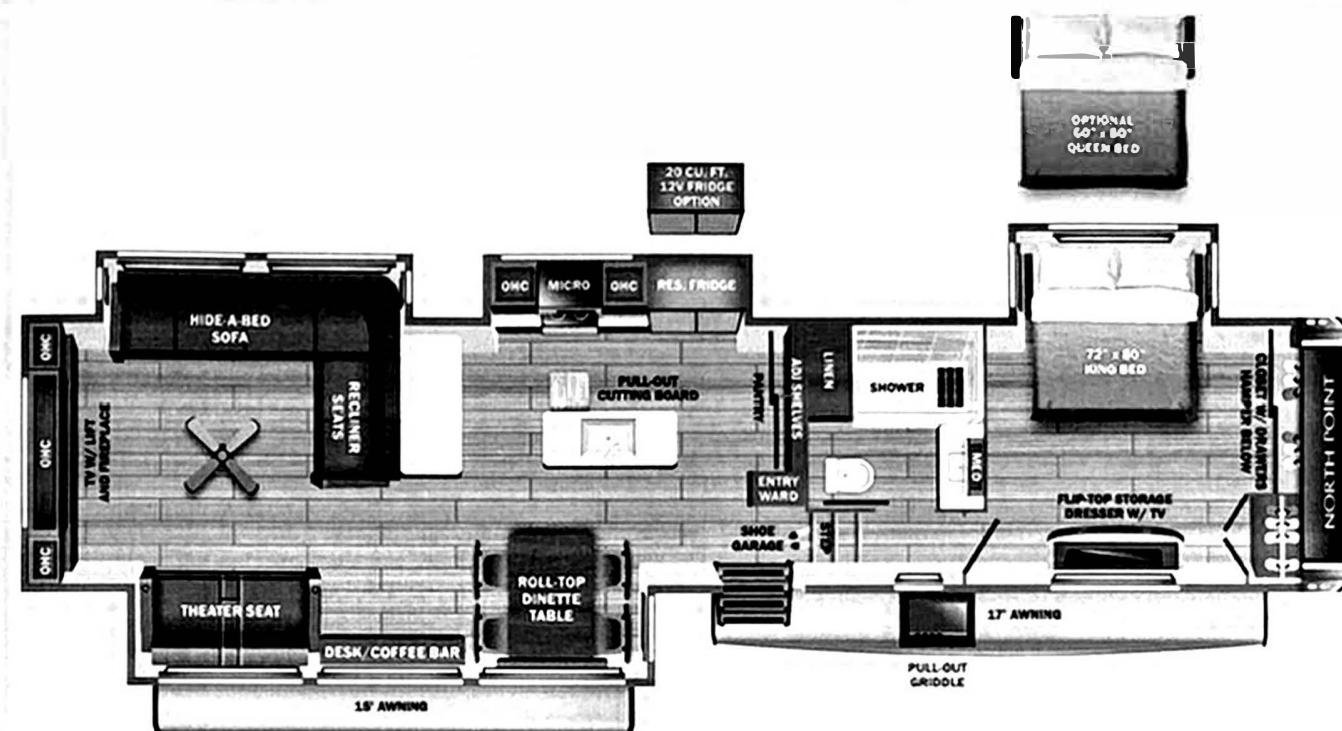 OPTIONAL
60" x 80"
QUEEN BED
20 CU. FT.
12V FRIDGE
OPTION
OHC
MICRO
OHC
RES. FRIDGE
HIDE-A-BED
SOFA
RECLINER
SEATS
OHC
OHC
OHC
TV W/ LIFT
AND FIREPLACE
PULL-OUT
CUTTING BOARD
PANTRY
ADJ SHELVES
LINEN
SHOWER
MED
ENTRY
WARD
SHOE
GARAGE
STEP
72" x 80"
KING BED
CLOSET W/ DRAWERS
HAMPER BELOW
NORTH POINT
FLIP-TOP STORAGE
DRESSER W/ TV
THEATER SEAT
DESK/COFFEE BAR
ROLL-TOP
DINETTE
TABLE
17' AWNING
PULL-OUT
GRIDDLE
15' AWNING